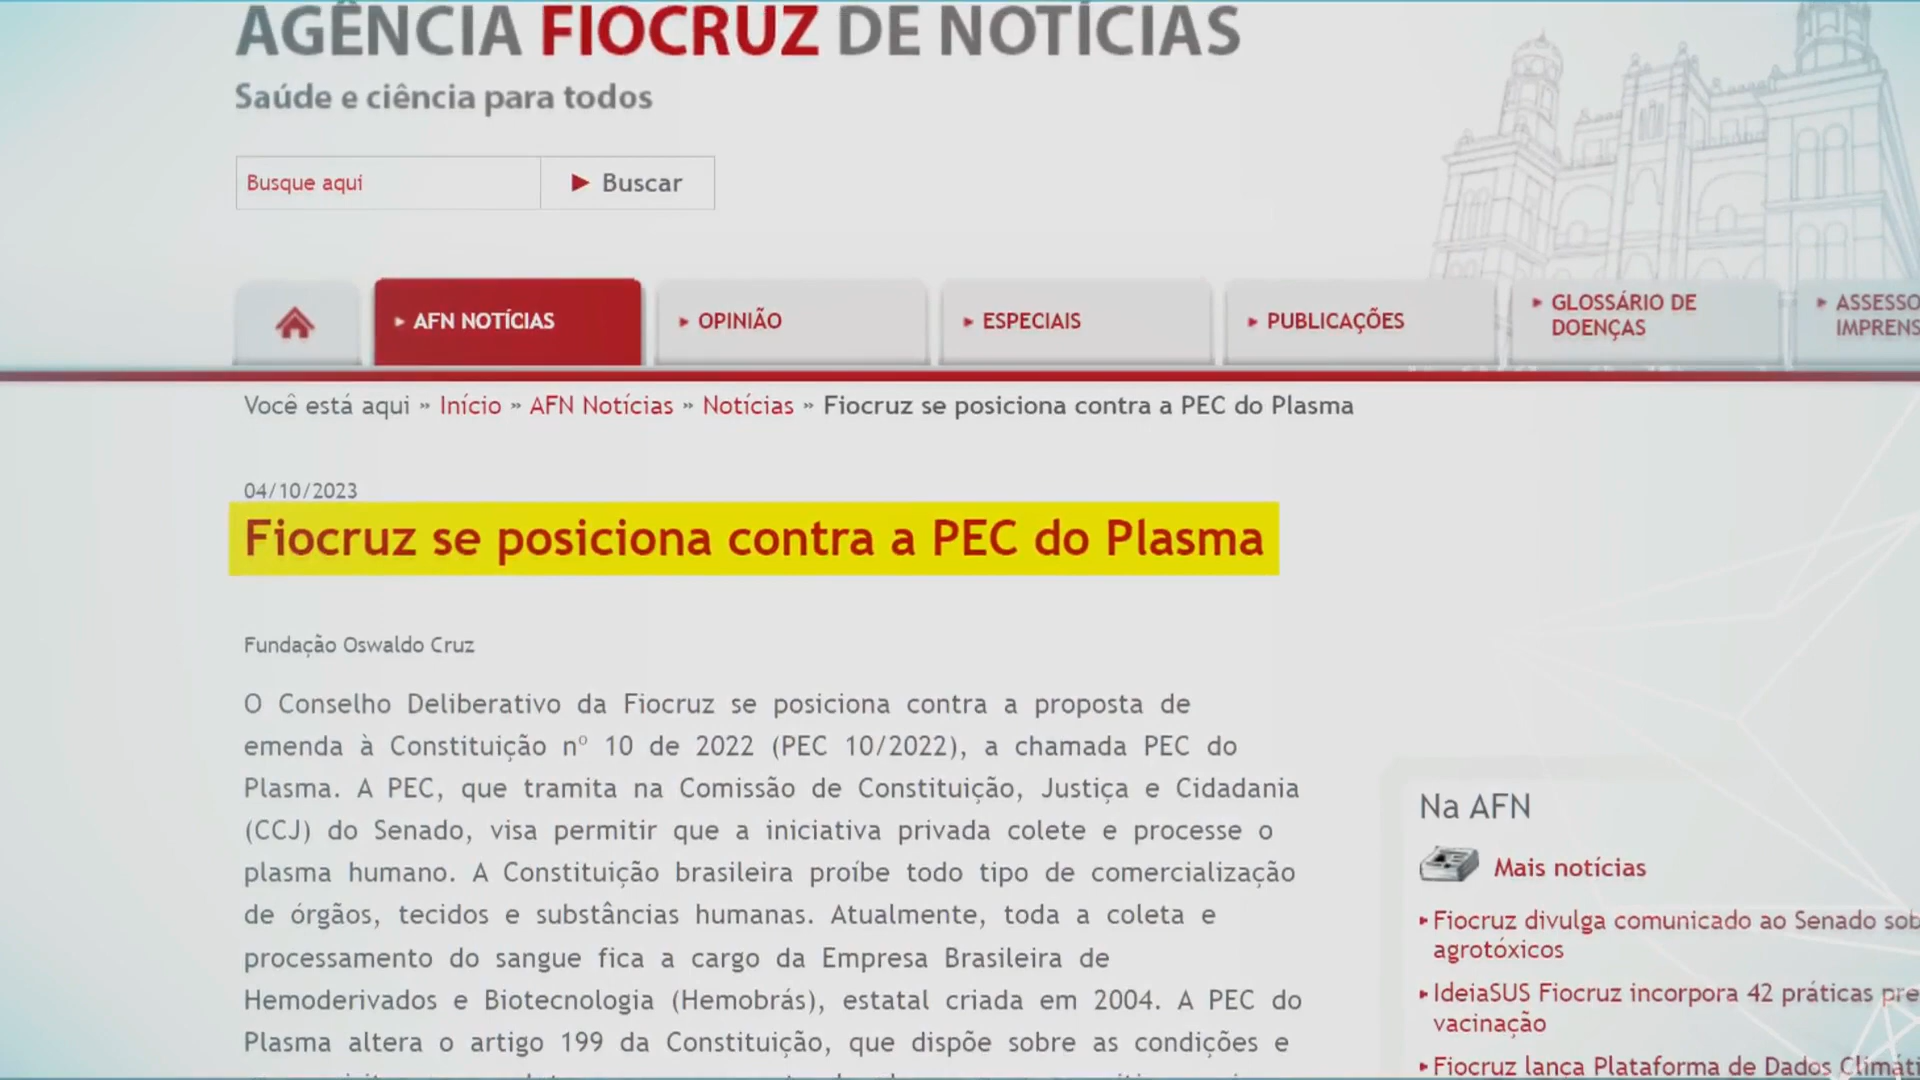 AGÊNCIA FIOCRUZ DE NOTÍCIAS
Saúde e ciência para todos
Busque aqui
Buscar
AFN NOTÍCIAS
OPINIÃO
ESPECIAIS
PUBLICAÇÕES
GLOSSÁRIO DE
DOENÇAS
Você está aqui » Início » AFN Notícias » Notícias » Fiocruz se posiciona contra a PEC do Plasma
04/10/2023
Fiocruz se posiciona contra a PEC do Plasma
Fundação Oswaldo Cruz
O Conselho Deliberativo da Fiocruz se posiciona contra a proposta de
emenda à Constituição nº 10 de 2022 (PEC 10/2022), a chamada PEC do
Plasma. A PEC, que tramita na Comissão de Constituição, Justiça e Cidadania
(CCJ) do Senado, visa permitir que a iniciativa privada colete e processe o
plasma humano. A Constituição brasileira proíbe todo tipo de comercialização
de órgãos, tecidos e substâncias humanas. Atualmente, toda a coleta e
processamento do sangue fica a cargo da Empresa Brasileira de
Hemoderivados e Biotecnologia (Hemobrás), estatal criada em 2004. A PEC do
Plasma altera o artigo 199 da Constituição, que dispõe sobre as condições e
Na AFN
Mais notícias
Fiocruz divulga comunicado ao Senado sob
agrotóxicos
IdeiaSUS Fiocruz incorpora 42 práticas pre
vacinação
Fiocruz lança Plataforma de Dados Climáti